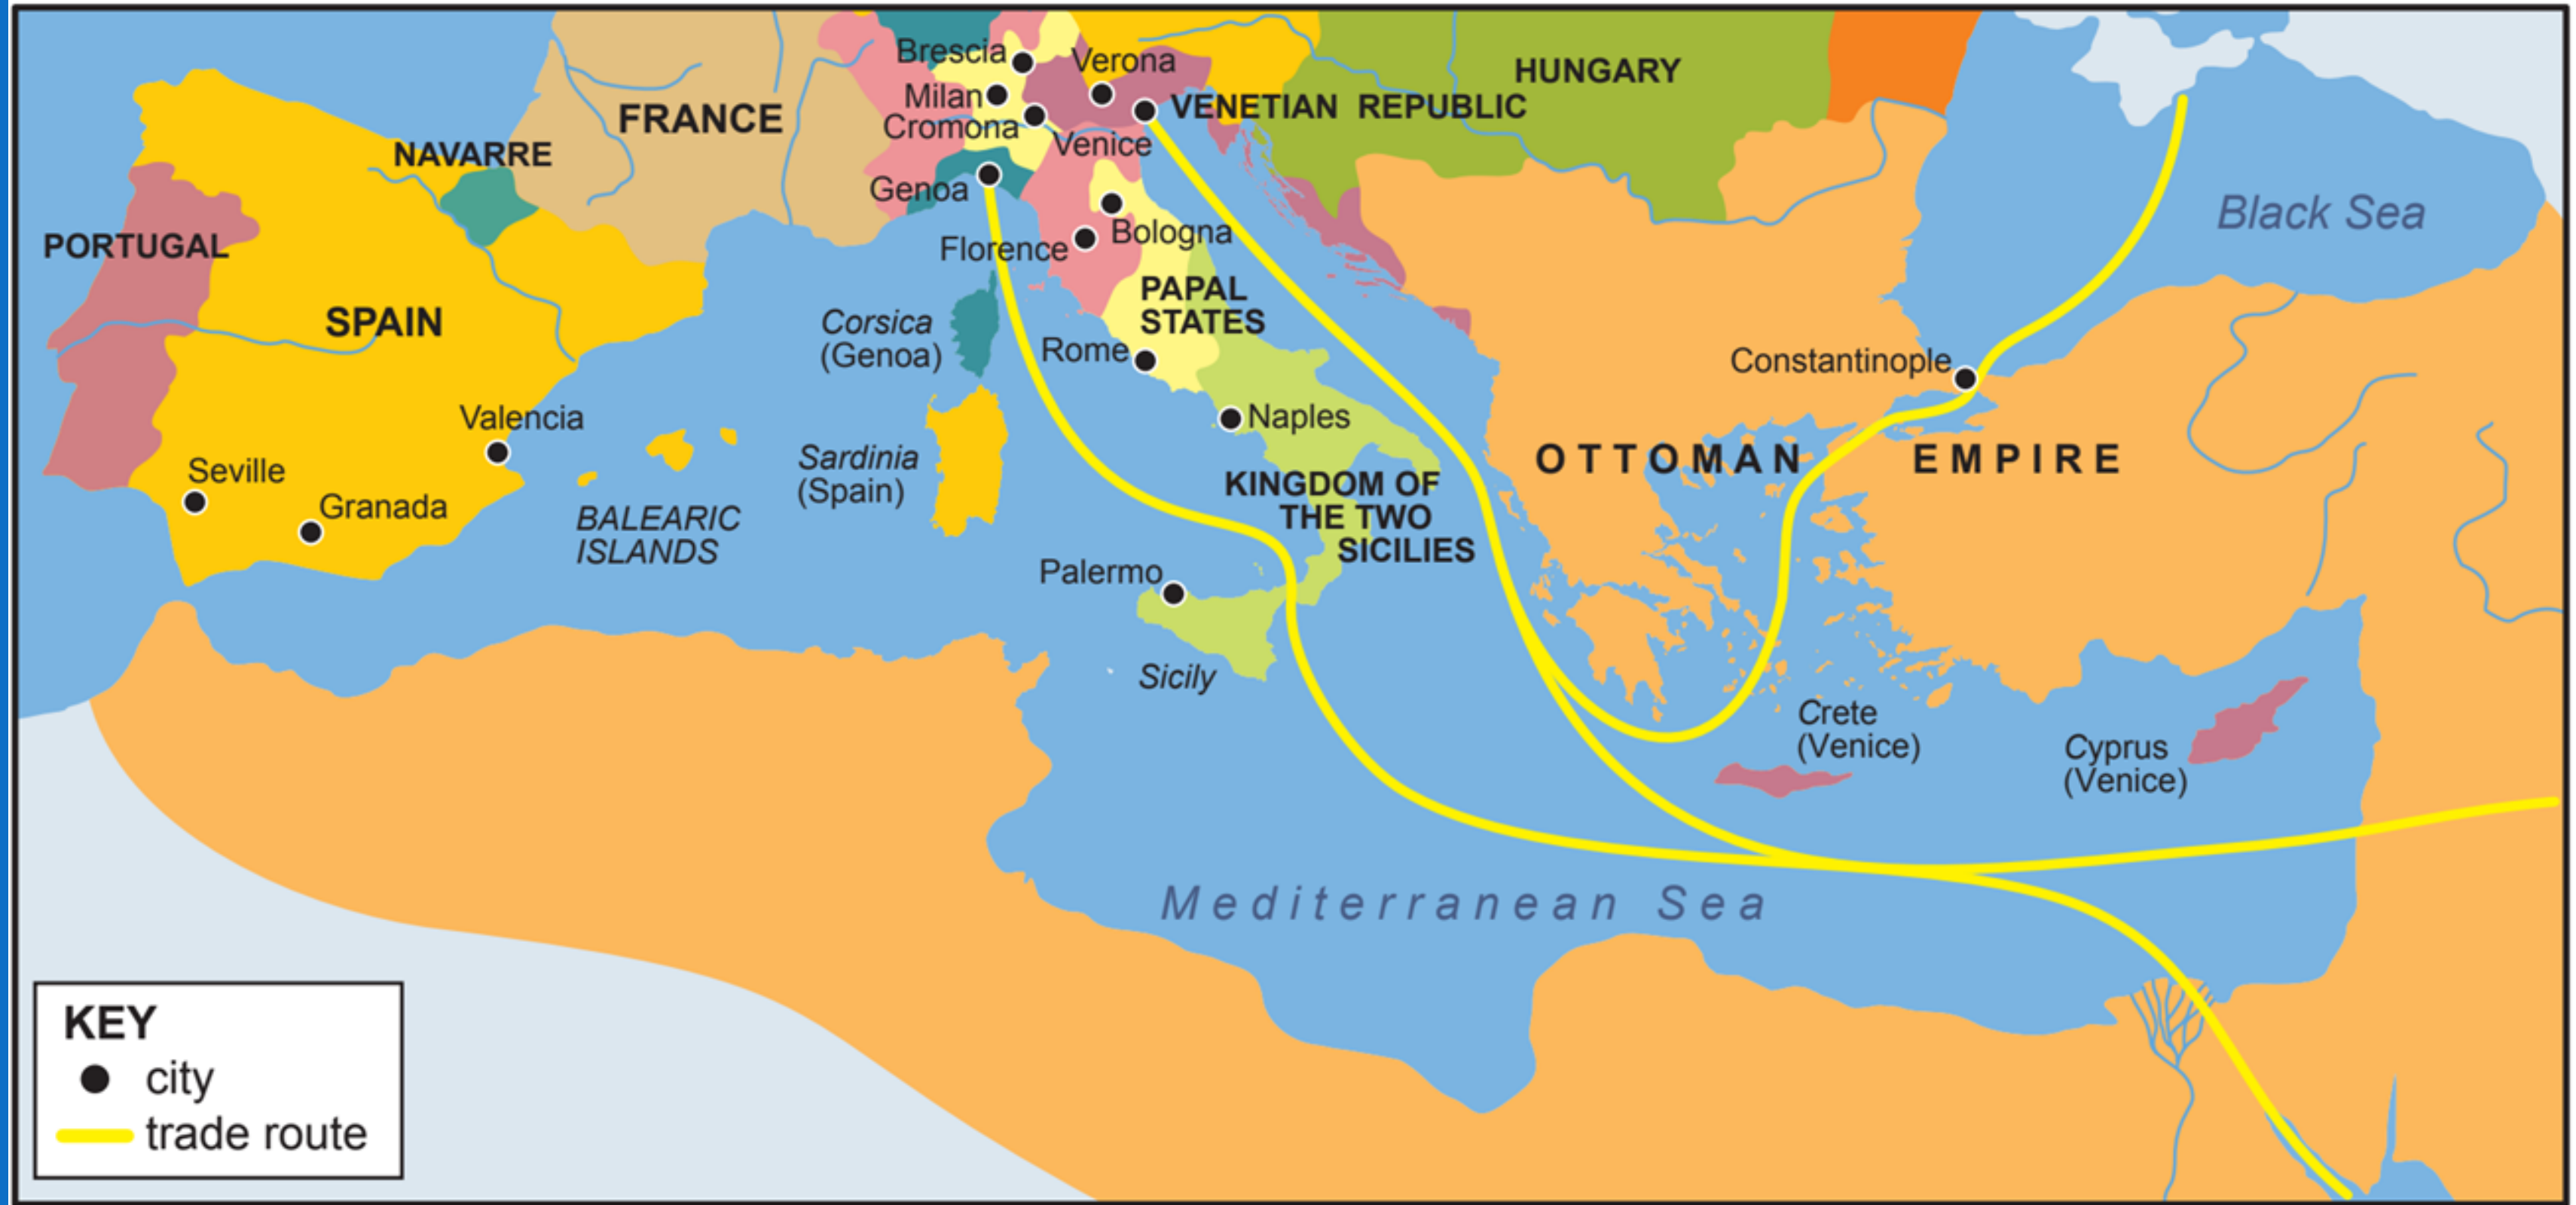 Brescia
Verona
HUNGARY
Milan
FRANCE
VENETIAN REPUBLIC
Cromona
Venice
NAVARRE
Genoa
Black Sea
PORTUGAL
Florence
Bologna
PAPAL
STATES
SPAIN
Corsica
(Genoa)
Rome
Constantinople
Valencia
Naples
Seville
Sardinia
(Spain)
OTTOMAN EMPIRE
Granada
KINGDOM OF
THE TWO
SICILIES
BALEARIC
ISLANDS
Palermo
Sicily
Crete
(Venice)
Cyprus
(Venice)
Mediterranean Sea
KEY
city
trade route